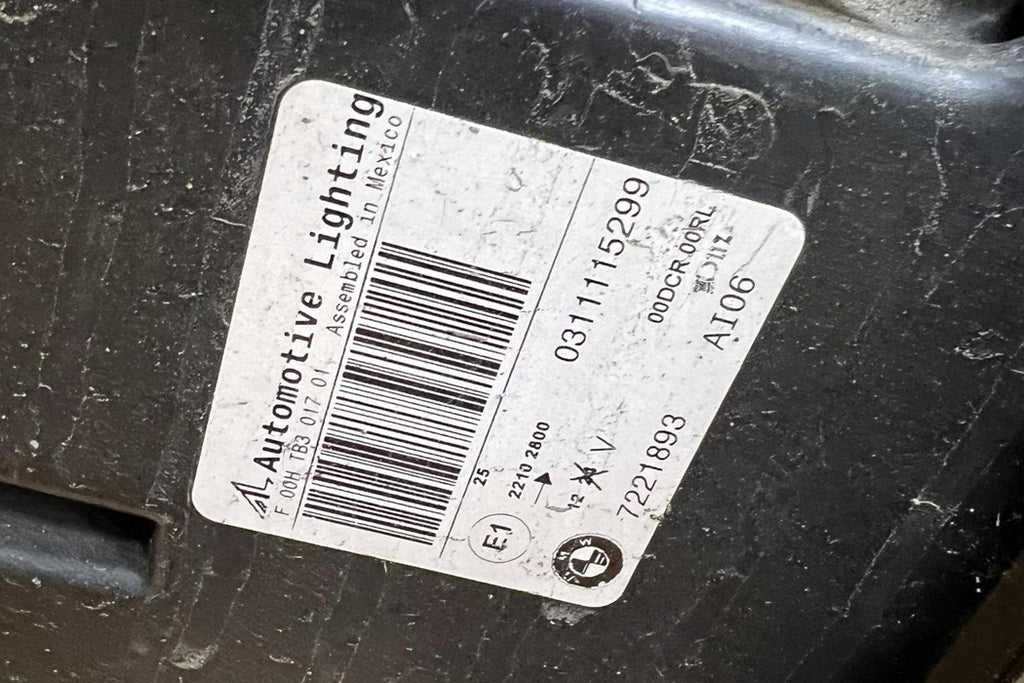 Automotive Lighting
F 00H TB3 017 01 Assembled in Mexico
25
2210 2800
E1
0311115299
12 V
00DCR.00RL
AI06
7221893
BMW